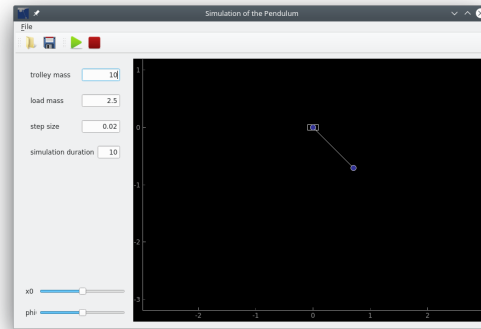 Simulation of the Pendulum
File
trolley mass 10
load mass 2.5
step size 0.02
simulation duration 10
x0
phi
1
0
-1
-2
-3
-2 -1 0 1 2